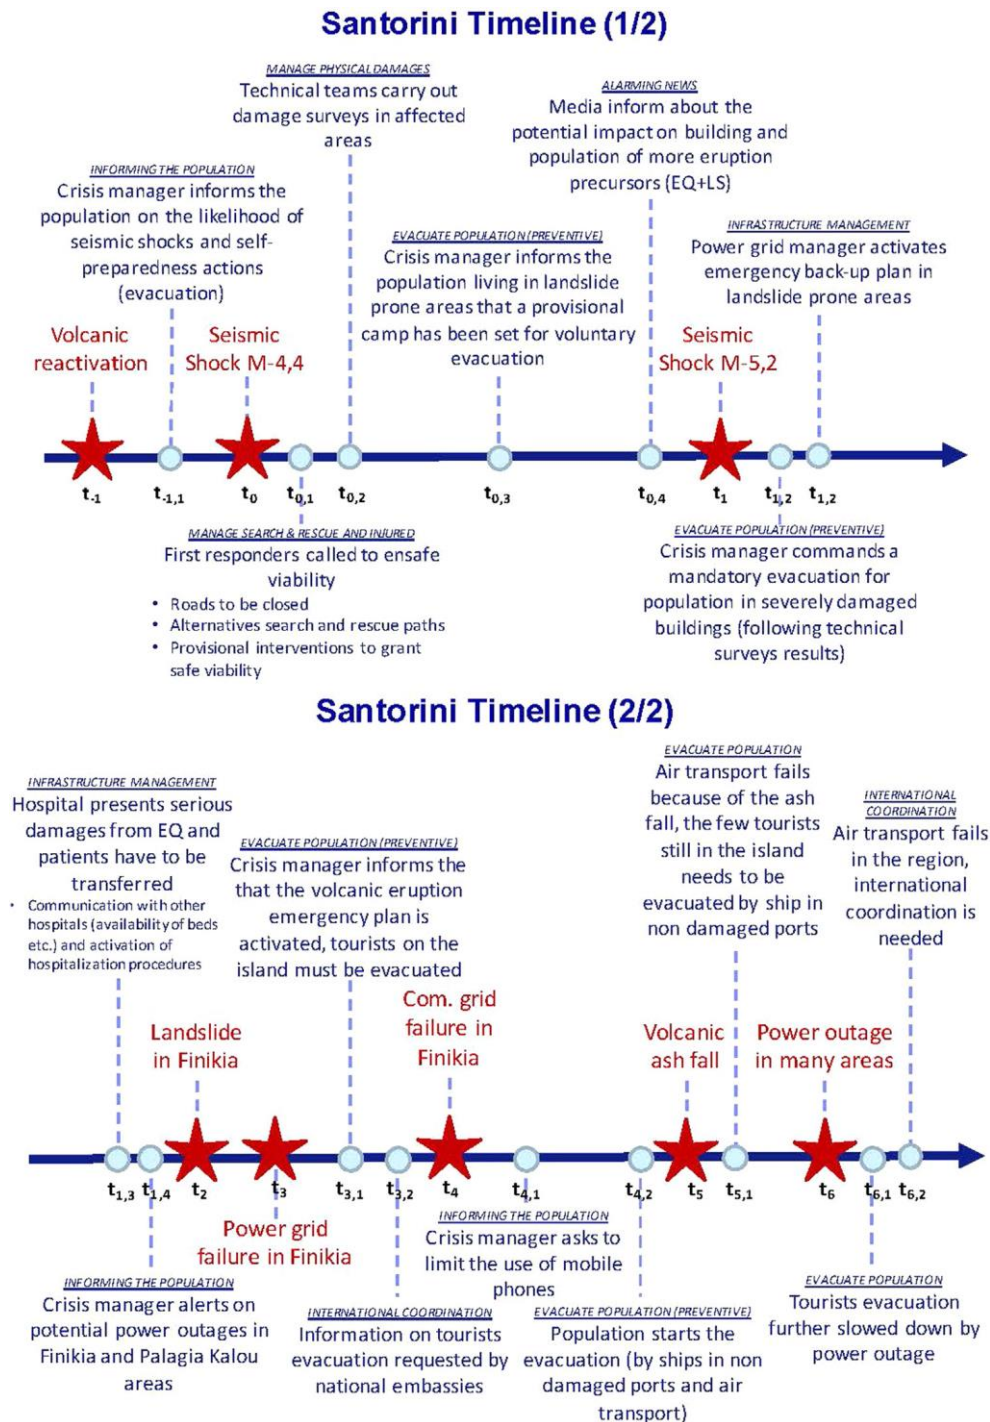 Santorini Timeline (1/2)
MANAGE PHYSICAL DAMAGES
Technical teams carry out
damage surveys in affected
areas
ALARMING NEWS
Media inform about the
potential impact on building and
population of more eruption
precursors (EQ+LS)
INFORMING THE POPULATION
Crisis manager informs the
population on the likelihood of
seismic shocks and self-
preparedness actions
(evacuation)
EVACUATE POPULATION (PREVENTIVE)
Crisis manager informs the
population living in landslide
prone areas that a provisional
camp has been set for voluntary
evacuation
INFRASTRUCTURE MANAGEMENT
Power grid manager activates
emergency back-up plan in
landslide prone areas
Volcanic
reactivation
Seismic
Shock M-4,4
Seismic
Shock M-5,2
t-1 t-1,1 t0 t0,1 t0,2 t0,3 t0,4 t1 t1,2 t1,2
MANAGE SEARCH & RESCUE AND INJURED
First responders called to ensafe
viability
• Roads to be closed
• Alternatives search and rescue paths
• Provisional interventions to grant
safe viability
EVACUATE POPULATION (PREVENTIVE)
Crisis manager commands a
mandatory evacuation for
population in severely damaged
buildings (following technical
surveys results)
Santorini Timeline (2/2)
INFRASTRUCTURE MANAGEMENT
Hospital presents serious
damages from EQ and
patients have to be
transferred
• Communication with other
hospitals (availability of beds
etc.) and activation of
hospitalization procedures
EVACUATE POPULATION (PREVENTIVE)
Crisis manager informs the
that the volcanic eruption
emergency plan is
activated, tourists on the
island must be evacuated
EVACUATE POPULATION
Air transport fails
because of the ash
fall, the few tourists
still in the island
needs to be
evacuated by ship in
non damaged ports
INTERNATIONAL
COORDINATION
Air transport fails
in the region,
international
coordination is
needed
Landslide
in Finikia
Com. grid
failure in
Finikia
Volcanic
ash fall
Power outage
in many areas
t1,3 t1,4 t2 t3 t3,1 t3,2 t4 t4,1 t4,2 t5 t5,1 t6 t6,1 t6,2
Power grid
failure in Finikia
INFORMING THE POPULATION
Crisis manager alerts on
potential power outages in
Finikia and Palagia Kalou
areas
INTERNATIONAL COORDINATION
Information on tourists
evacuation requested by
national embassies
INFORMING THE POPULATION
Crisis manager asks to
limit the use of mobile
phones
EVACUATE POPULATION (PREVENTIVE)
Population starts the
evacuation (by ships in non
damaged ports and air
transport)
EVACUATE POPULATION
Tourists evacuation
further slowed down by
power outage